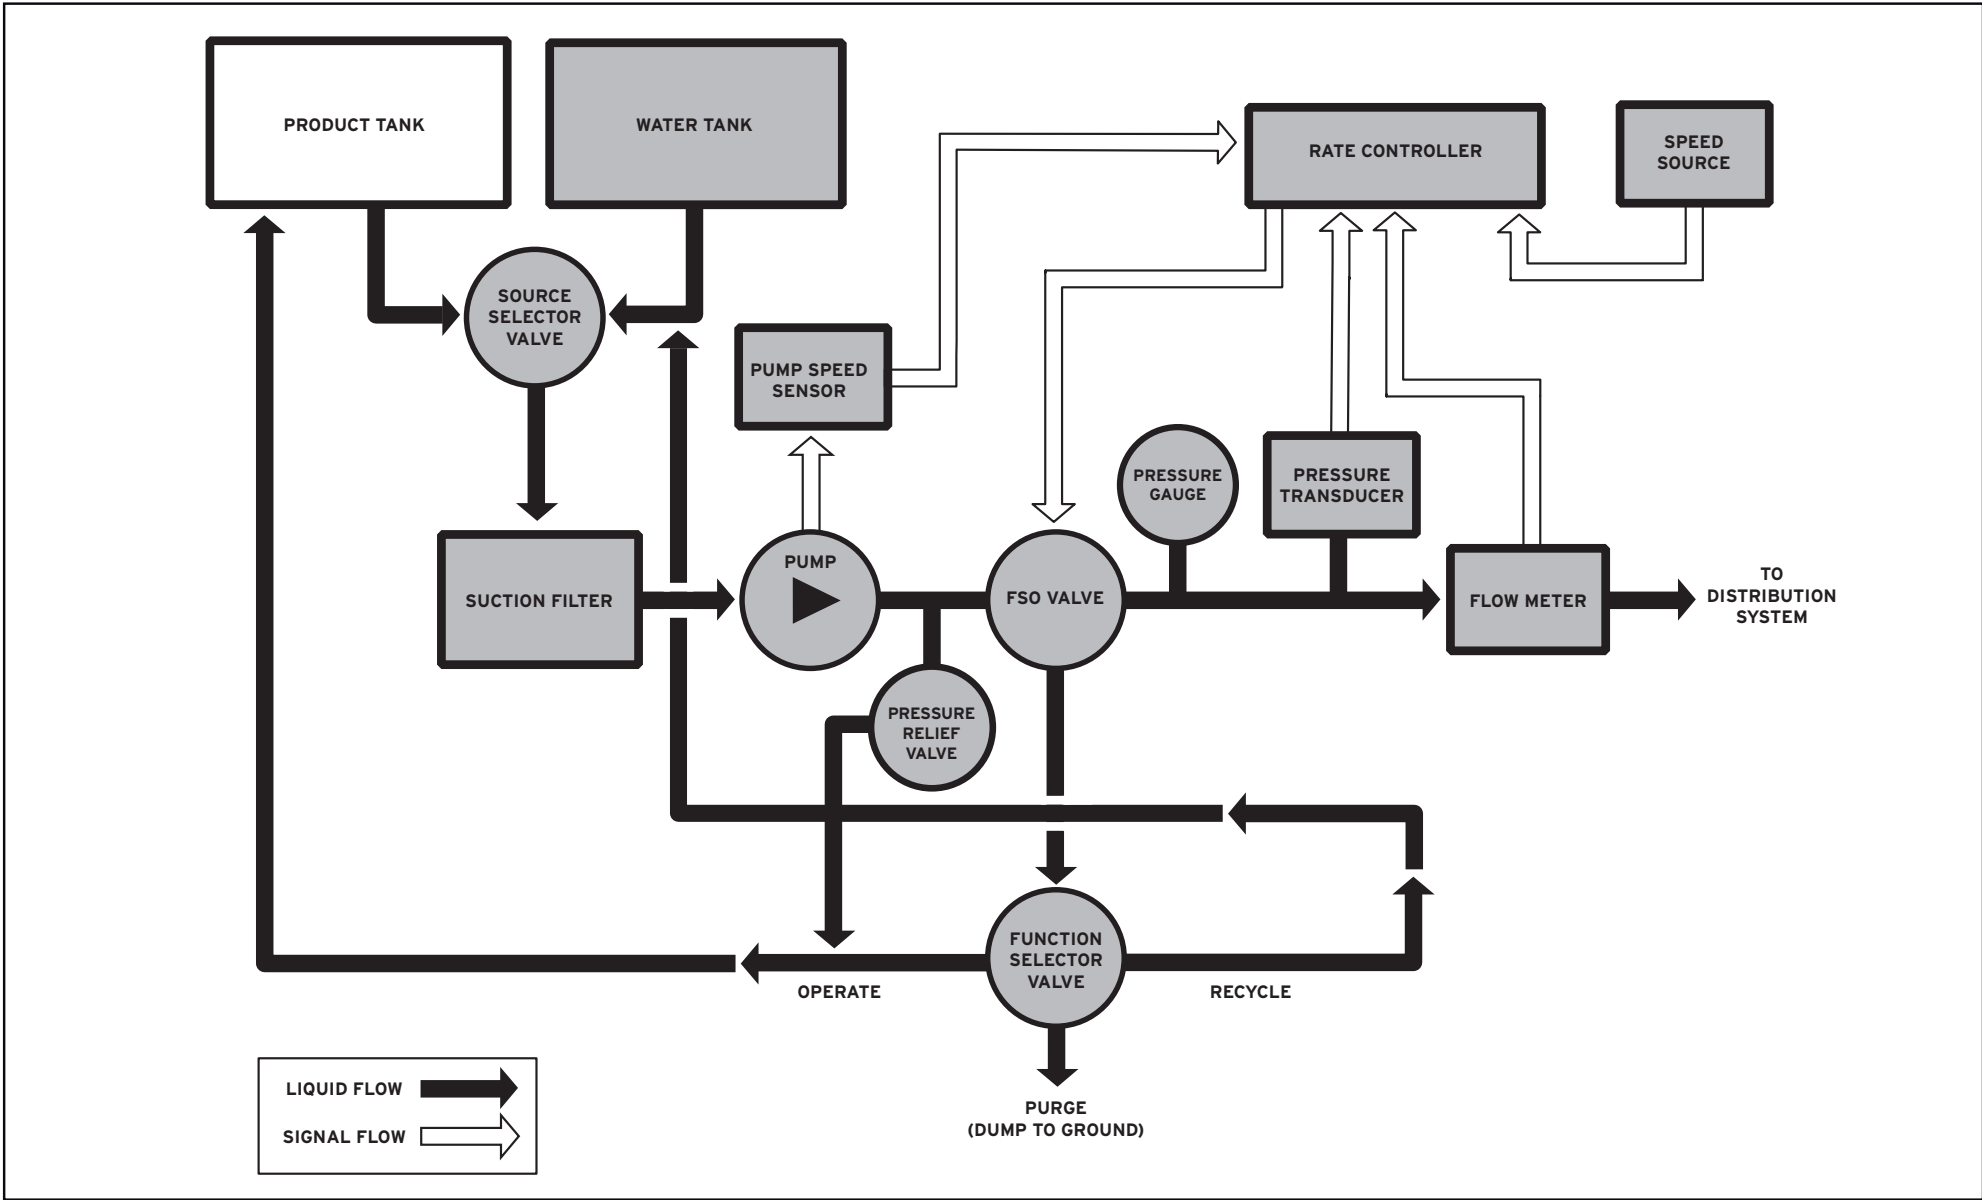 PRODUCT TANK
WATER TANK
RATE CONTROLLER
SPEED
SOURCE
SOURCE
SELECTOR
VALVE
PUMP SPEED
SENSOR
PRESSURE
GAUGE
PRESSURE
TRANSDUCER
SUCTION FILTER
PUMP
FSO VALVE
FLOW METER
TO
DISTRIBUTION
SYSTEM
PRESSURE
RELIEF
VALVE
FUNCTION
SELECTOR
VALVE
OPERATE
RECYCLE
PURGE
(DUMP TO GROUND)
LIQUID FLOW
SIGNAL FLOW